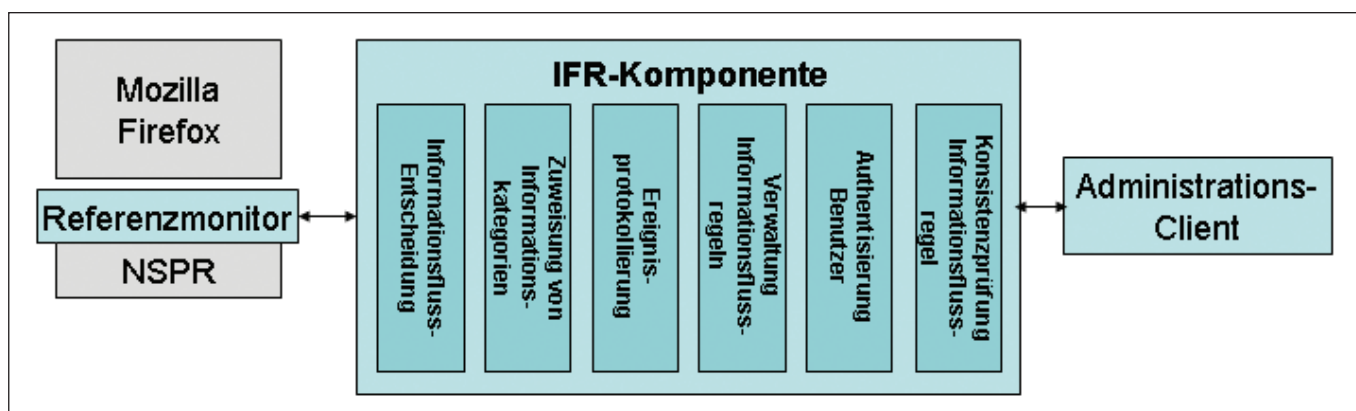 Mozilla
Firefox
Referenzmonitor
NSPR
IFR-Komponente
Informationsfluss-
Entscheidung
Zuweisung von
Informations-
kategorien
Ereignis-
protokollierung
Verwaltung
Informationsfluss-
regeln
Authentisierung
Benutzer
Konsistenzprüfung
Informationsfluss-
regel
Administrations-
Client